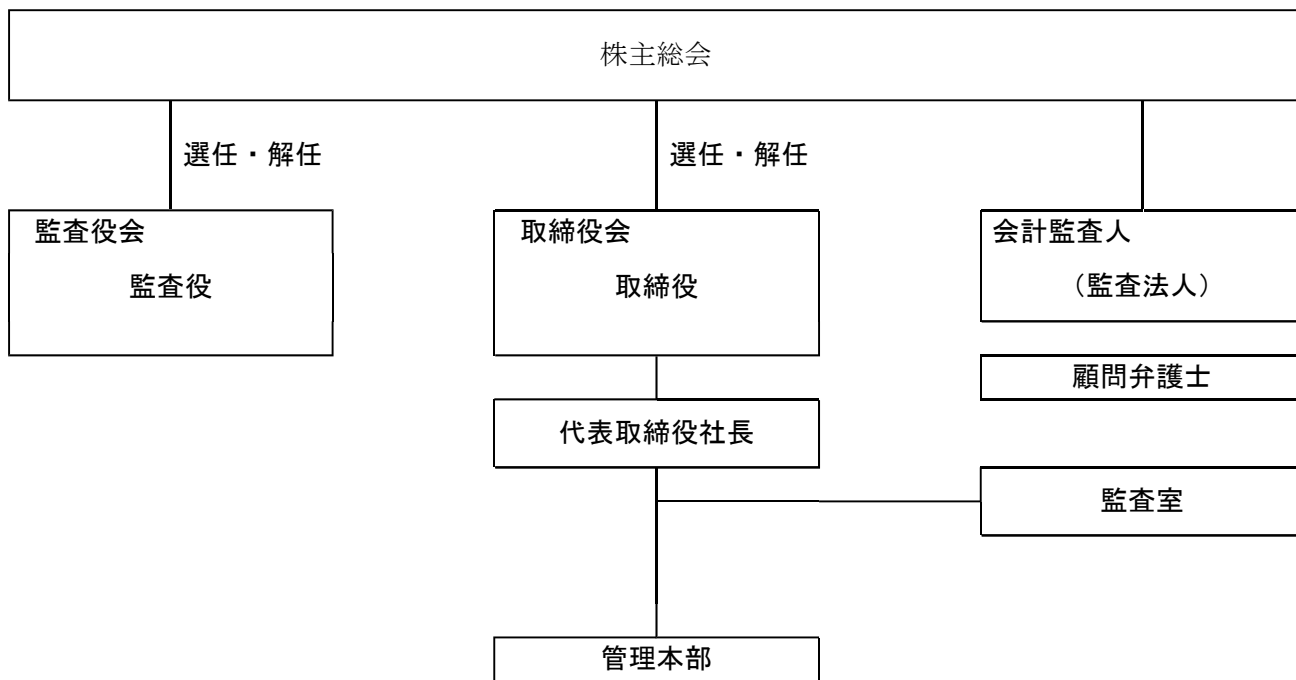 株主総会
選任・解任
選任・解任
監査役会
監査役
取締役会
取締役
会計監査人
（監査法人）
顧問弁護士
代表取締役社長
監査室
管理本部